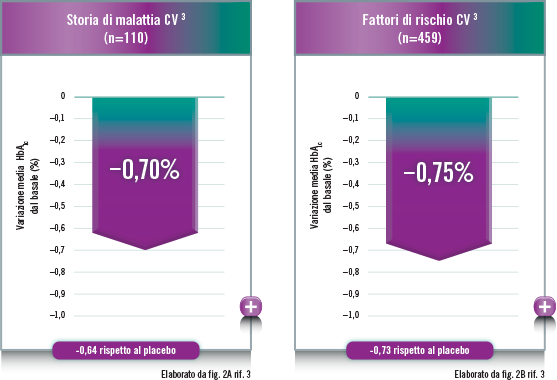 Storia di malattia CV 3
(n=110)
0
−0,1
−0,2
−0,3
−0,4
−0,5
−0,6
−0,7
−0,8
−0,9
−1,0
Variazione media HbA1c
dal basale (%)
−0,70%
+
-0,64 rispetto al placebo
Elaborato da fig. 2A rif. 3
Fattori di rischio CV 3
(n=459)
0
−0,1
−0,2
−0,3
−0,4
−0,5
−0,6
−0,7
−0,8
−0,9
−1,0
Variazione media HbA1c
dal basale (%)
−0,75%
+
-0,73 rispetto al placebo
Elaborato da fig. 2B rif. 3